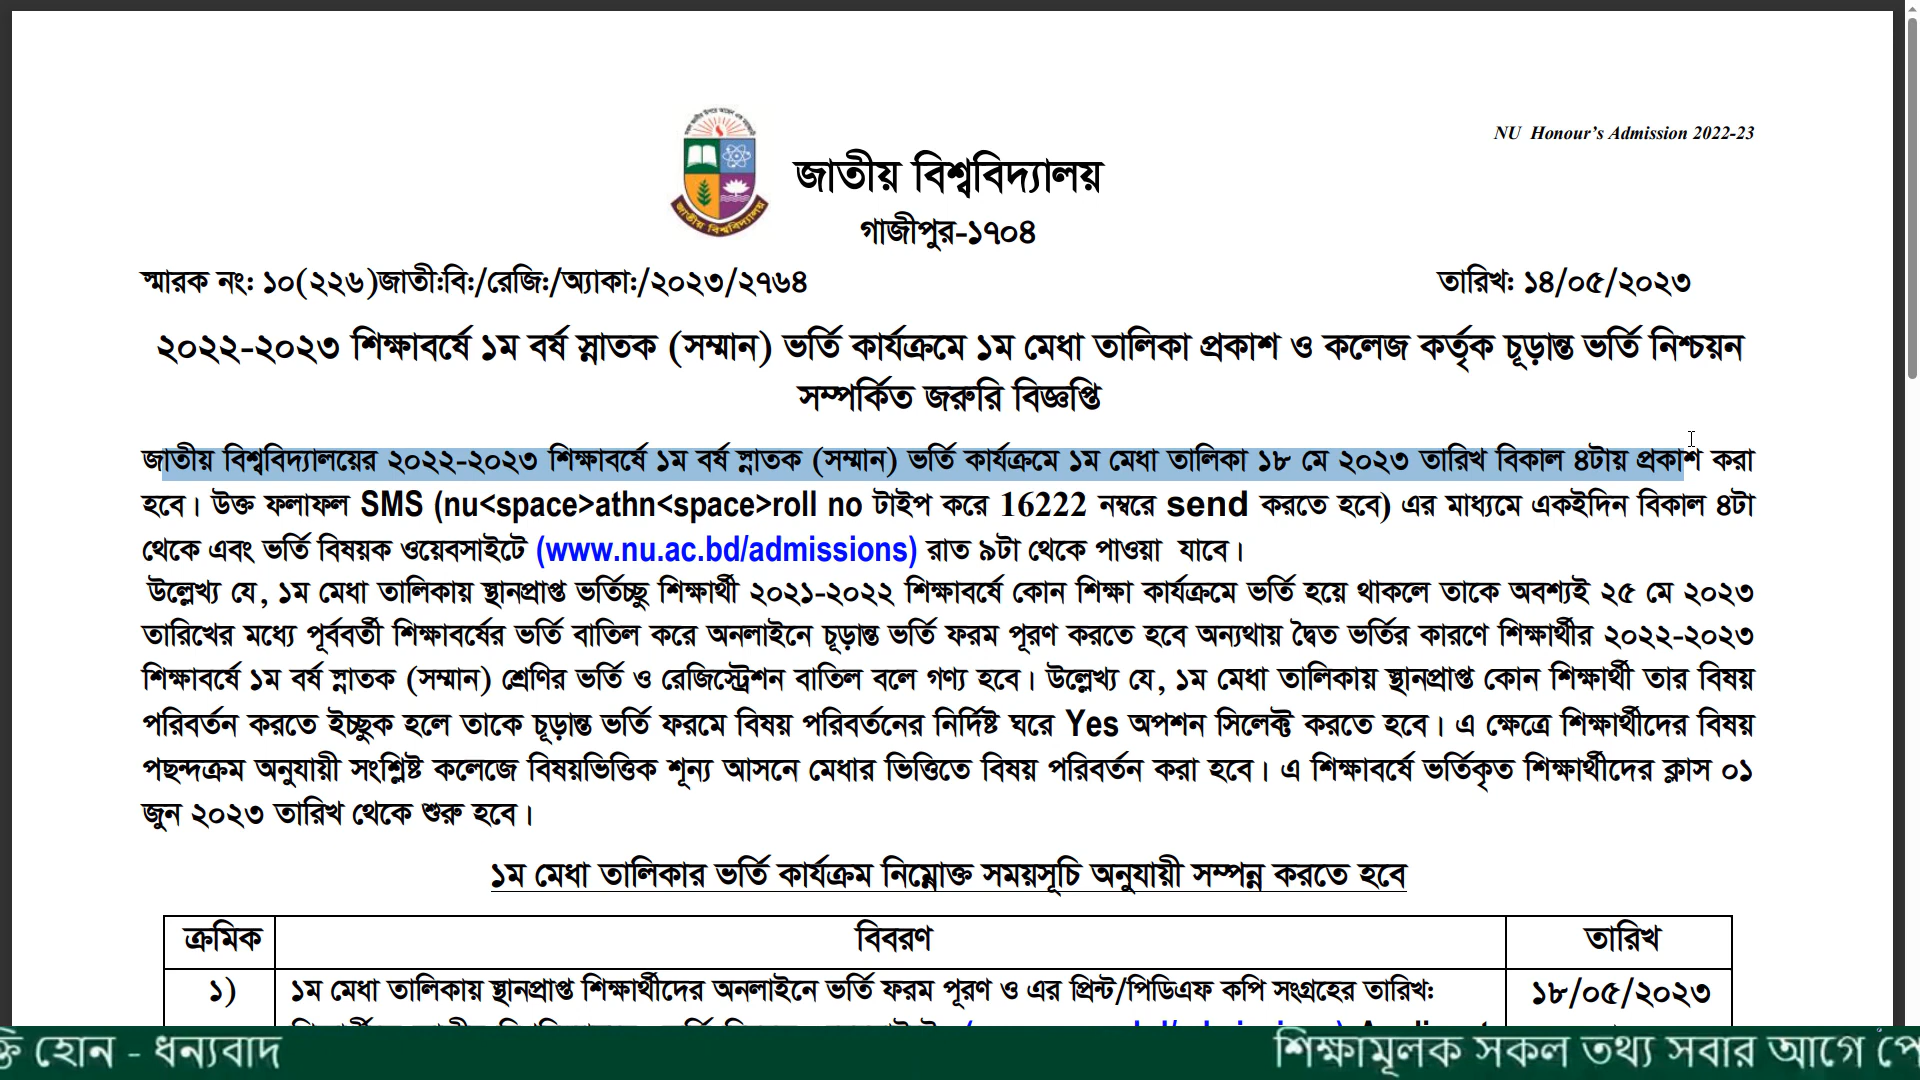 NU Honour's Admission 2022-23
জাতীয় বিশ্ববিদ্যালয়
গাজীপুর-১৭০৪
স্মারক নং: ১০(২২৬)জাতী:বি:/রেজি:/অ্যাকা:/২০২৩/২৭৬৪ তারিখ: ১৪/০৫/২০২৩
২০২২-২০২৩ শিক্ষাবর্ষে ১ম বর্ষ স্নাতক (সম্মান) ভর্তি কার্যক্রমে ১ম মেধা তালিকা প্রকাশ ও কলেজ কর্তৃক চূড়ান্ত ভর্তি নিশ্চয়ন
সম্পর্কিত জরুরি বিজ্ঞপ্তি
জাতীয় বিশ্ববিদ্যালয়ের ২০২২-২০২৩ শিক্ষাবর্ষে ১ম বর্ষ স্নাতক (সম্মান) ভর্তি কার্যক্রমে ১ম মেধা তালিকা ১৮ মে ২০২৩ তারিখ বিকাল ৪টায় প্রকাশ করা
হবে। উক্ত ফলাফল SMS (nu<space>athn<space>roll no টাইপ করে 16222 নম্বরে send করতে হবে) এর মাধ্যমে একইদিন বিকাল ৪টা
থেকে এবং ভর্তি বিষয়ক ওয়েবসাইটে (www.nu.ac.bd/admissions) রাত ৯টা থেকে পাওয়া যাবে।
উল্লেখ্য যে, ১ম মেধা তালিকায় স্থানপ্রাপ্ত ভর্তিচ্ছু শিক্ষার্থী ২০২১-২০২২ শিক্ষাবর্ষে কোন শিক্ষা কার্যক্রমে ভর্তি হয়ে থাকলে তাকে অবশ্যই ২৫ মে ২০২৩
তারিখের মধ্যে পূর্ববর্তী শিক্ষাবর্ষের ভর্তি বাতিল করে অনলাইনে চূড়ান্ত ভর্তি ফরম পূরণ করতে হবে অন্যথায় দ্বৈত ভর্তির কারণে শিক্ষার্থীর ২০২২-২০২৩
শিক্ষাবর্ষে ১ম বর্ষ স্নাতক (সম্মান) শ্রেণির ভর্তি ও রেজিস্ট্রেশন বাতিল বলে গণ্য হবে। উল্লেখ্য যে, ১ম মেধা তালিকায় স্থানপ্রাপ্ত কোন শিক্ষার্থী তার বিষয়
পরিবর্তন করতে ইচ্ছুক হলে তাকে চূড়ান্ত ভর্তি ফরমে বিষয় পরিবর্তনের নির্দিষ্ট ঘরে Yes অপশন সিলেক্ট করতে হবে। এ ক্ষেত্রে শিক্ষার্থীদের বিষয়
পছন্দক্রম অনুযায়ী সংশ্লিষ্ট কলেজে বিষয়ভিত্তিক শূন্য আসনে মেধার ভিত্তিতে বিষয় পরিবর্তন করা হবে। এ শিক্ষাবর্ষে ভর্তিকৃত শিক্ষার্থীদের ক্লাস ০১
জুন ২০২৩ তারিখ থেকে শুরু হবে।
১ম মেধা তালিকার ভর্তি কার্যক্রম নিম্নোক্ত সময়সূচি অনুযায়ী সম্পন্ন করতে হবে
ক্রমিক বিবরণ তারিখ
১) ১ম মেধা তালিকায় স্থানপ্রাপ্ত শিক্ষার্থীদের অনলাইনে ভর্তি ফরম পূরণ ও এর প্রিন্ট/পিডিএফ কপি সংগ্রহের তারিখ: ১৮/০৫/২০২৩
হোন - ধন্যবাদ শিক্ষামূলক সকল তথ্য সবার আগে পে